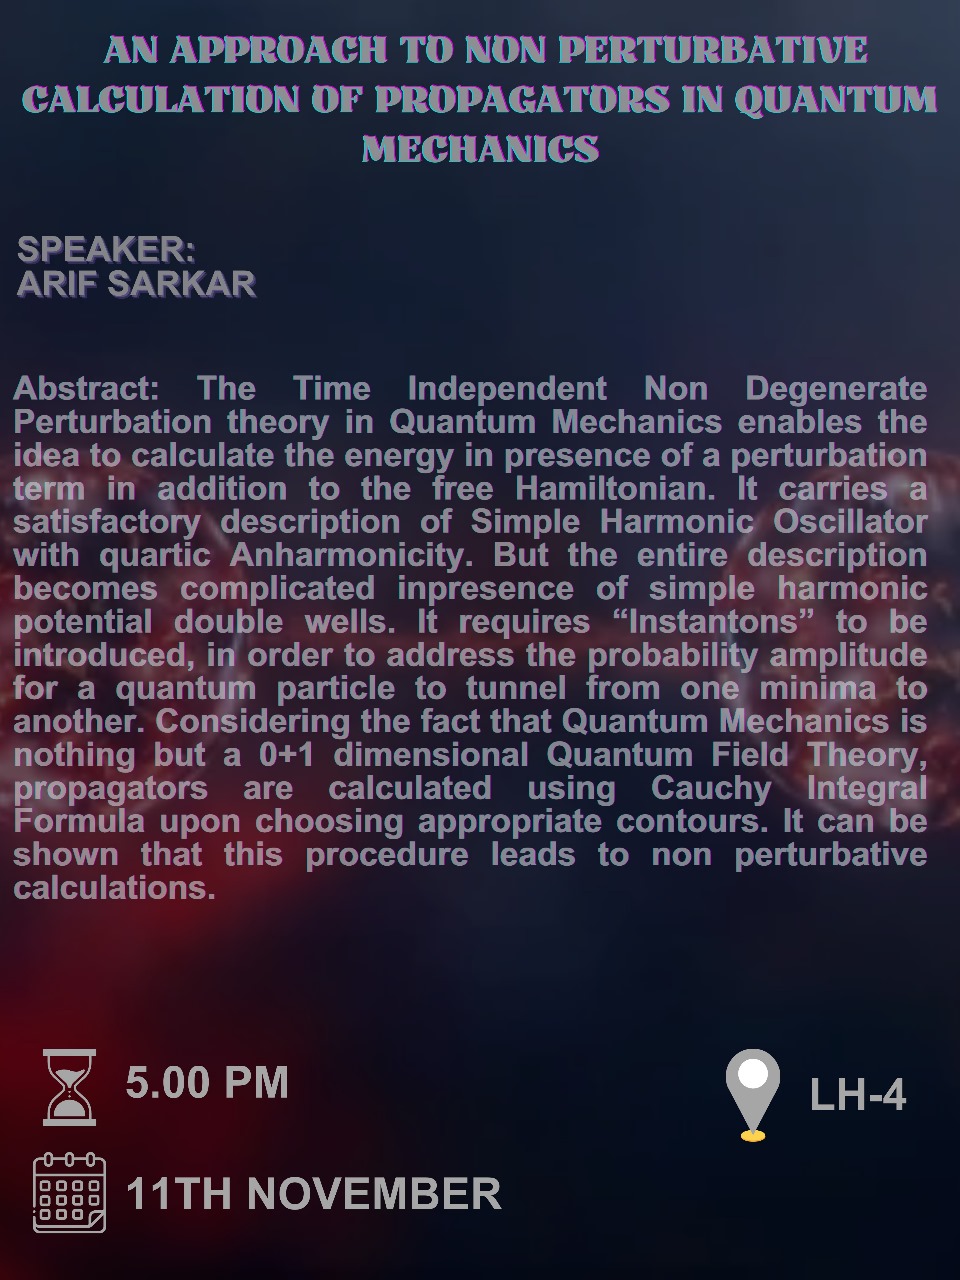 AN APPROACH TO NON PERTURBATIVE
CALCULATION OF PROPAGATORS IN QUANTUM
MECHANICS
SPEAKER:
ARIF SARKAR
Abstract: The Time Independent Non Degenerate
Perturbation theory in Quantum Mechanics enables the
idea to calculate the energy in presence of a perturbation
term in addition to the free Hamiltonian. It carries a
satisfactory description of Simple Harmonic Oscillator
with quartic Anharmonicity. But the entire description
becomes complicated inpresence of simple harmonic
potential double wells. It requires “Instantons” to be
introduced, in order to address the probability amplitude
for a quantum particle to tunnel from one minima to
another. Considering the fact that Quantum Mechanics is
nothing but a 0+1 dimensional Quantum Field Theory,
propagators are calculated using Cauchy Integral
Formula upon choosing appropriate contours. It can be
shown that this procedure leads to non perturbative
calculations.
5.00 PM
LH-4
11TH NOVEMBER